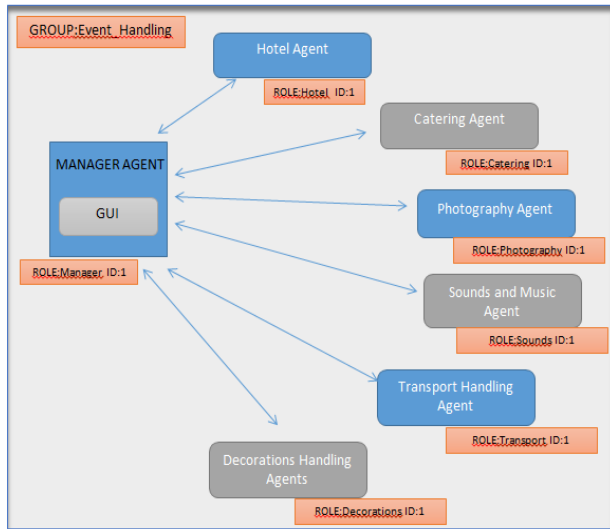 GROUP:Event_Handling
Hotel Agent
ROLE:Hotel ID:1
Catering Agent
ROLE:Catering ID:1
MANAGER AGENT
GUI
ROLE:Manager ID:1
Photography Agent
ROLE:Photography ID:1
Sounds and Music
Agent
ROLE:Sounds ID:1
Transport Handling
Agent
ROLE:Transport ID:1
Decorations Handling
Agents
ROLE:Decorations ID:1